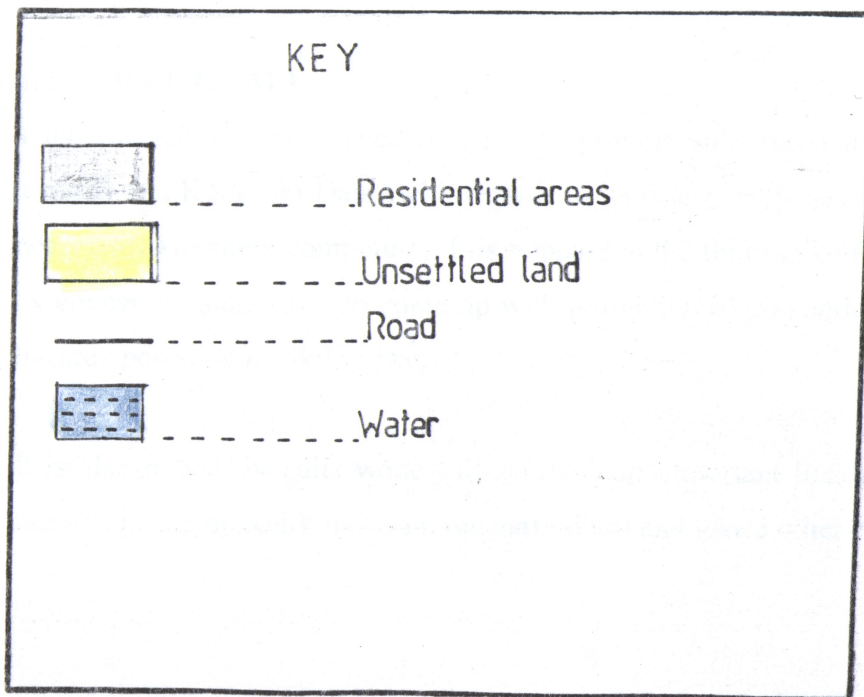 KEY
Residential areas
Unsettled land
Road
Water